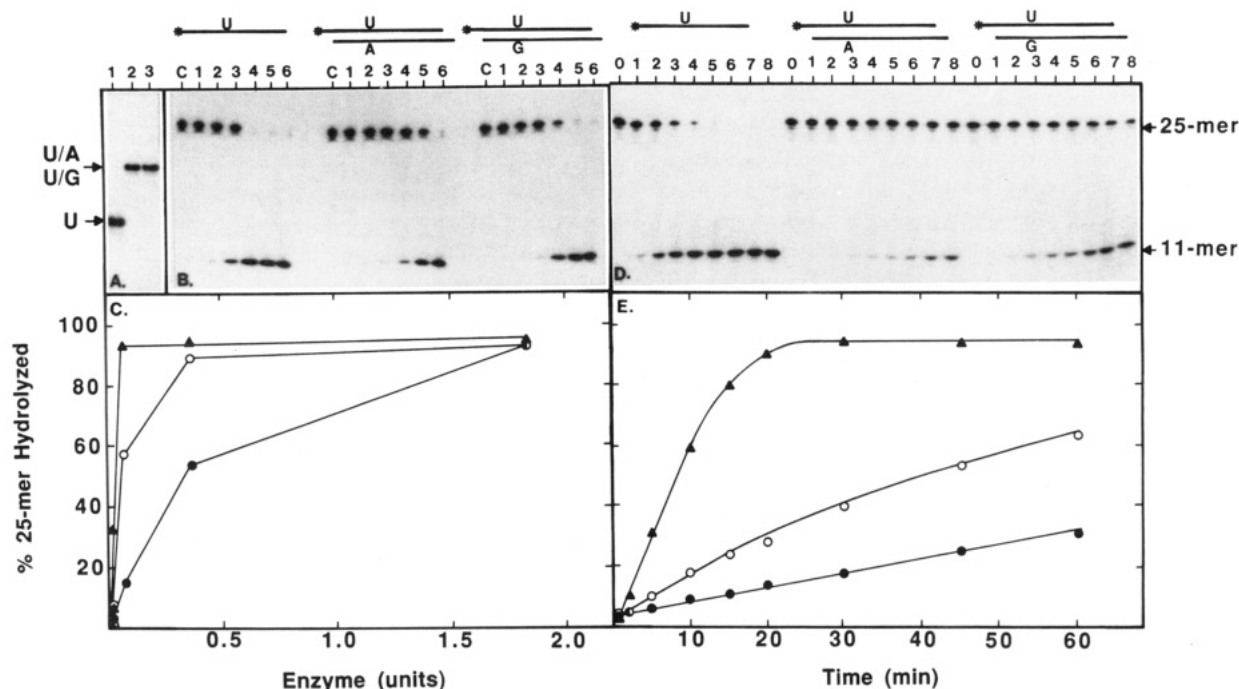 U U U U U U
A G A G
1 2 3 C 1 2 3 4 5 6 C 1 2 3 4 5 6 C 1 2 3 4 5 6 0 1 2 3 4 5 6 7 8 0 1 2 3 4 5 6 7 8 0 1 2 3 4 5 6 7 8
25-mer
U/A
U/G
U
11-mer
A. B. D.
C. E.
100
80
60
40
20
% 25-mer Hydrolyzed
0.5 1.0 1.5 2.0 10 20 30 40 50 60
Enzyme (units) Time (min)